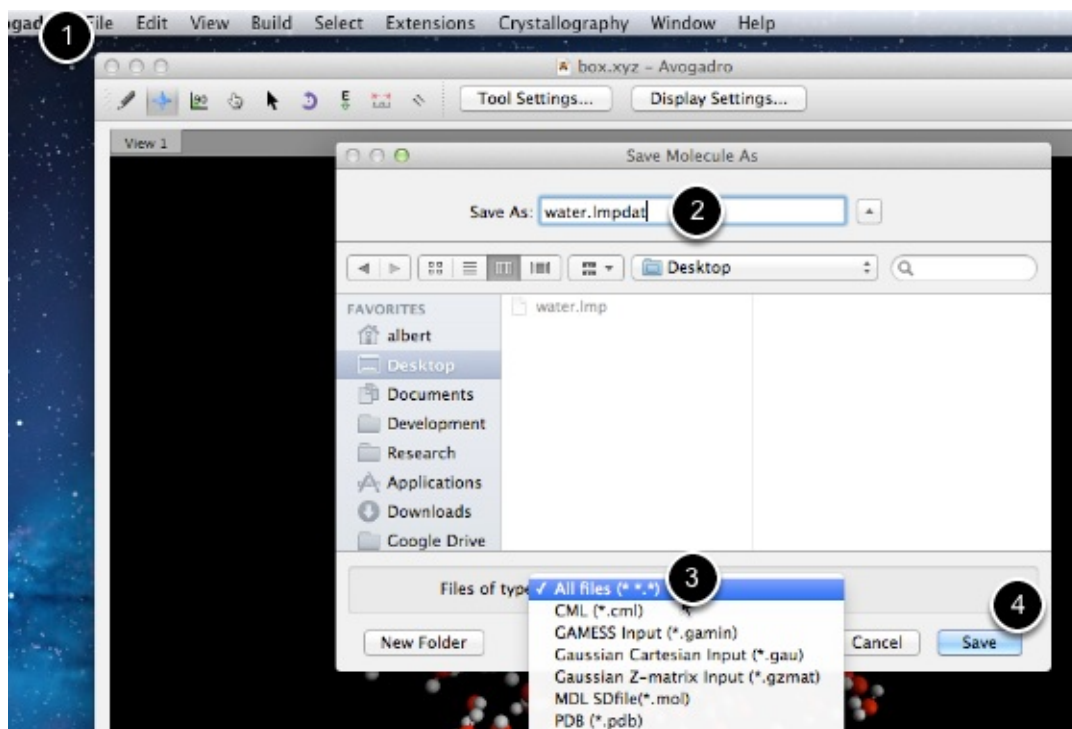 File Edit View Build Select Extensions Crystallography Window Help
1
box.xyz – Avogadro
Tool Settings... Display Settings...
View 1
Save Molecule As
Save As: water.lmpdat
2
Desktop
FAVORITES
water.lmp
albert
Desktop
Documents
Development
Research
Applications
Downloads
Google Drive
3
Files of type ✓ All files (* *.*)
4
CML (*.cml)
New Folder
GAMESS Input (*.gamin)
Cancel
Save
Gaussian Cartesian Input (*.gau)
Gaussian Z-matrix Input (*.gzmat)
MDL SDfile(*.mol)
PDB (*.pdb)